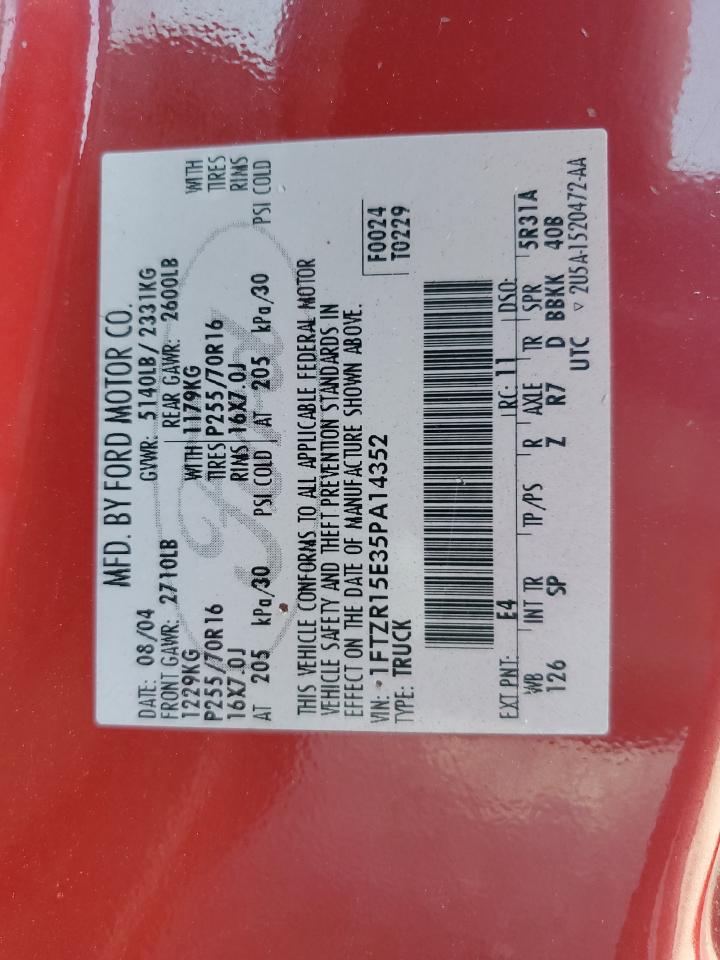 MFD. BY FORD MOTOR CO.
DATE: 08/04 GVWR: 5140LB / 2331KG
FRONT GAWR: 2710LB REAR GAWR: 2600LB
1229KG WITH 1179KG WITH
P255/70R16 TIRES P255/70R16 TIRES
16X7.0J RIMS 16X7.0J RIMS
AT 205 kPa/30 PSI COLD AT 205 kPa/30 PSI COLD
THIS VEHICLE CONFORMS TO ALL APPLICABLE FEDERAL MOTOR
VEHICLE SAFETY AND THEFT PREVENTION STANDARDS IN
EFFECT ON THE DATE OF MANUFACTURE SHOWN ABOVE.
VIN: 1FTZR15E35PA14352 F0024
TYPE: TRUCK T0229
EXT PNT: E4 RC: 11 DSO:
WB INT TR TP/PS R AXLE TR SPR 5R31A
126 SP Z R7 D BBKK 40B
UTC ▽ 2U5A-1520472-AA
Ford